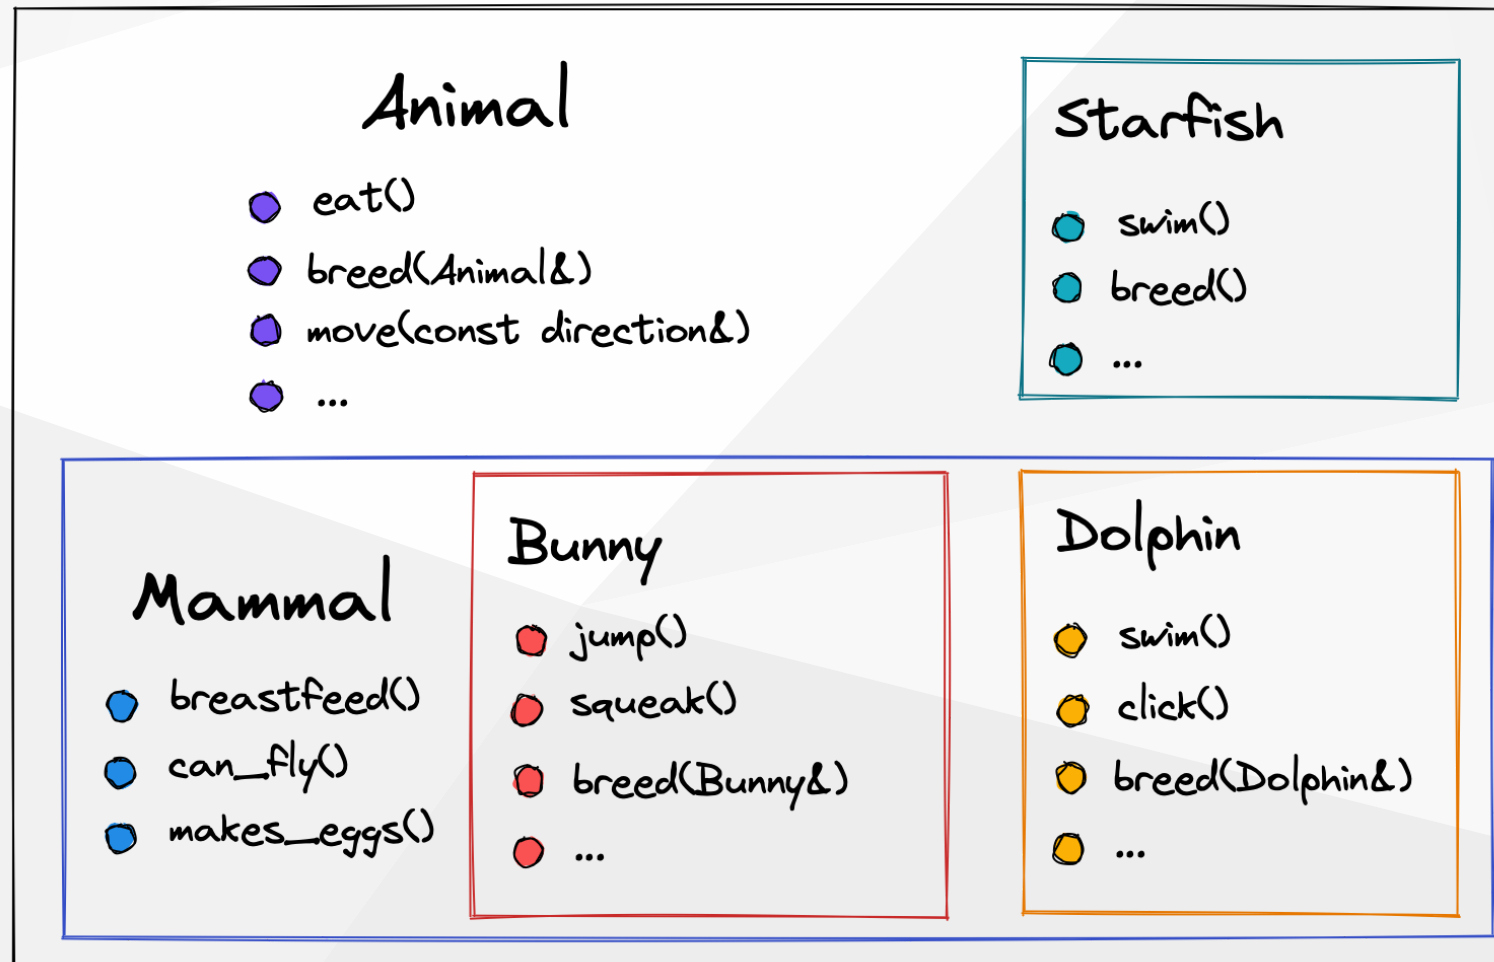 Animal
eat()
breed(Animal&)
move(const direction&)
...
Starfish
swim()
breed()
...
Mammal
breastfeed()
can_fly()
makes_eggs()
Bunny
jump()
squeak()
breed(Bunny&)
...
Dolphin
swim()
click()
breed(Dolphin&)
...